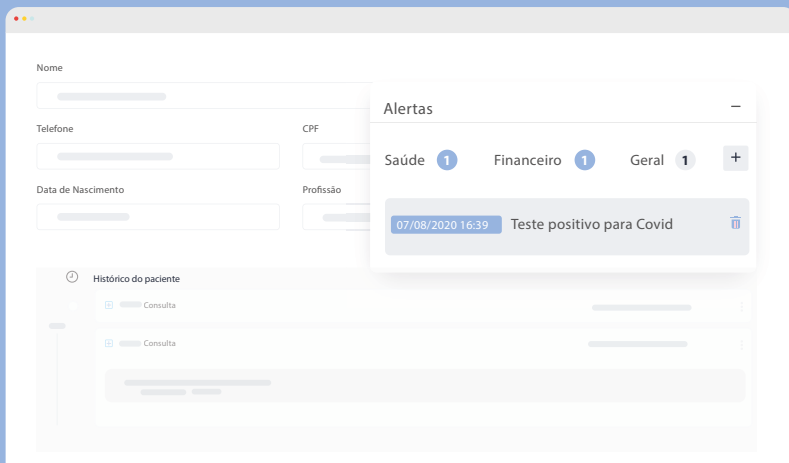 Nome
Telefone
CPF
Data de Nascimento
Profissão
Alertas
Saúde 1 Financeiro 1 Geral 1 +
07/08/2020 16:39 Teste positivo para Covid
Histórico do paciente
Consulta
Consulta